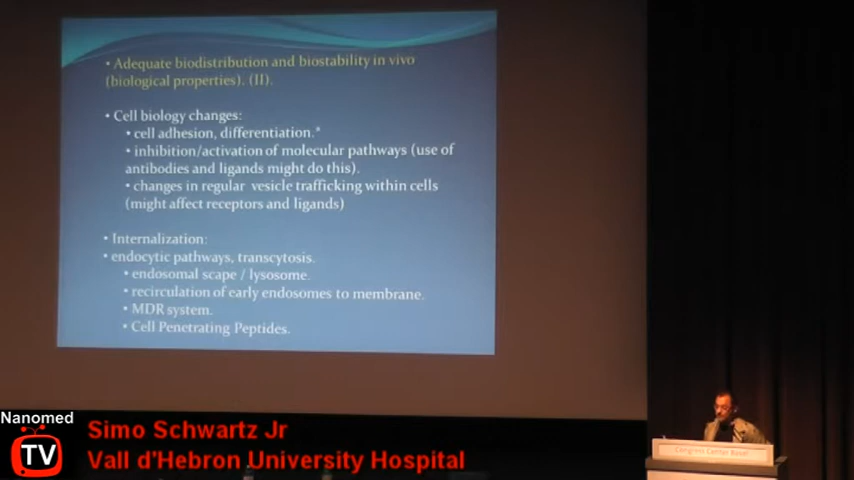 • Adequate biodistribution and biostability in vivo
(biological properties). (II).
• Cell biology changes:
• cell adhesion, differentiation.*
• inhibition/activation of molecular pathways (use of
antibodies and ligands might do this).
• changes in regular vesicle trafficking within cells
(might affect receptors and ligands)
• Internalization:
• endocytic pathways, transcytosis.
• endosomal scape / lysosome.
• recirculation of early endosomes to membrane.
• MDR system.
• Cell Penetrating Peptides.
Nanomed
TV
Simo Schwartz Jr
Vall d'Hebron University Hospital
Congress Center Basel